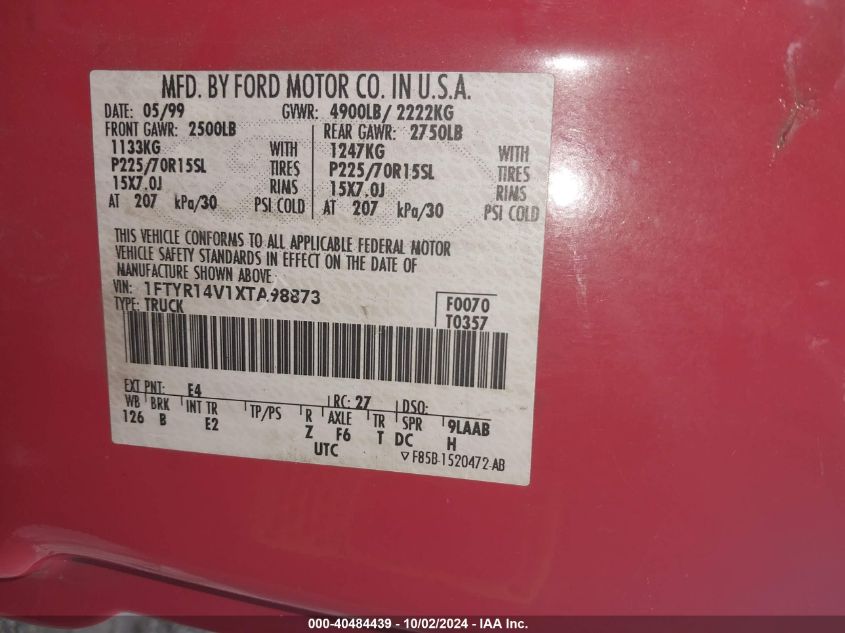 MFD. BY FORD MOTOR CO. IN U.S.A.
DATE: 05/99 GVWR: 4900LB/ 2222KG
FRONT GAWR: 2500LB REAR GAWR: 2750LB
1133KG WITH 1247KG WITH
P225/70R15SL TIRES P225/70R15SL TIRES
15X7.0J RIMS 15X7.0J RIMS
AT 207 kPa/30 PSI COLD AT 207 kPa/30 PSI COLD
THIS VEHICLE CONFORMS TO ALL APPLICABLE FEDERAL MOTOR
VEHICLE SAFETY STANDARDS IN EFFECT ON THE DATE OF
MANUFACTURE SHOWN ABOVE
VIN: 1FTYR14V1XTA98873
TYPE: TRUCK
F0070
T0357
EXT PNT: E4 RC: 27 DSO:
WB BRK INT TR TP/PS R AXLE TR SPR 9LAAB
126 B E2 Z F6 T DC H
UTC
▽ F85B-1520472-AB
000-40484439 - 10/02/2024 - IAA Inc.